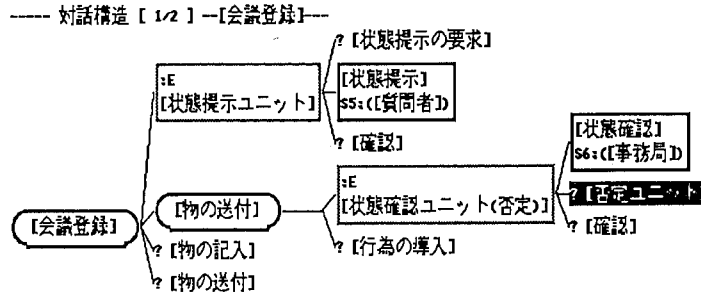 ----- 対話構造 [ 1/2 ] --[会議登録]---
? [状態提示の要求]
:E
[状態提示ユニット]
[状態提示]
S5:([質問者])
? [確認]
[状態確認]
S6:([事務局])
:E
[状態確認ユニット(否定)]
? [否定ユニット
? [確認]
[物の送付]
? [行為の導入]
[会議登録]
? [物の記入]
? [物の送付]